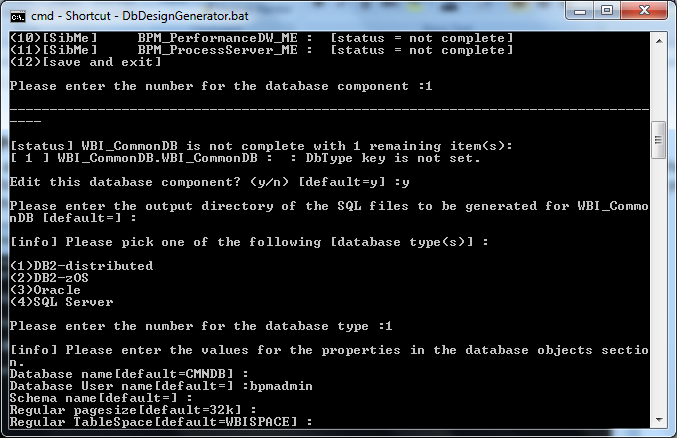 cmd - Shortcut - DbDesignGenerator.bat
(10)[SibMe]     BPM_PerformanceDW_ME :  [status = not complete]
(11)[SibMe]     BPM_ProcessServer_ME :  [status = not complete]
(12)[save and exit]
Please enter the number for the database component :1
--------------------------------------------------------------------------------
----
[status] WBI_CommonDB is not complete with 1 remaining item(s):
[ 1 ] WBI_CommonDB.WBI_CommonDB :  : DbType key is not set.
Edit this database component? (y/n) [default=y] :y
Please enter the output directory of the SQL files to be generated for WBI_Commo
nDB [default=] :
[info] Please pick one of the following [database type(s)] :
(1)DB2-distributed
(2)DB2-zOS
(3)Oracle
(4)SQL Server
Please enter the number for the database type :1
[info] Please enter the values for the properties in the database objects sectio
n.
Database name[default=CMNDB] :
Database User name[default=] :bpmadmin
Schema name[default=] :
Regular pagesize[default=32k] :
Regular TableSpace[default=WBISPACE] :